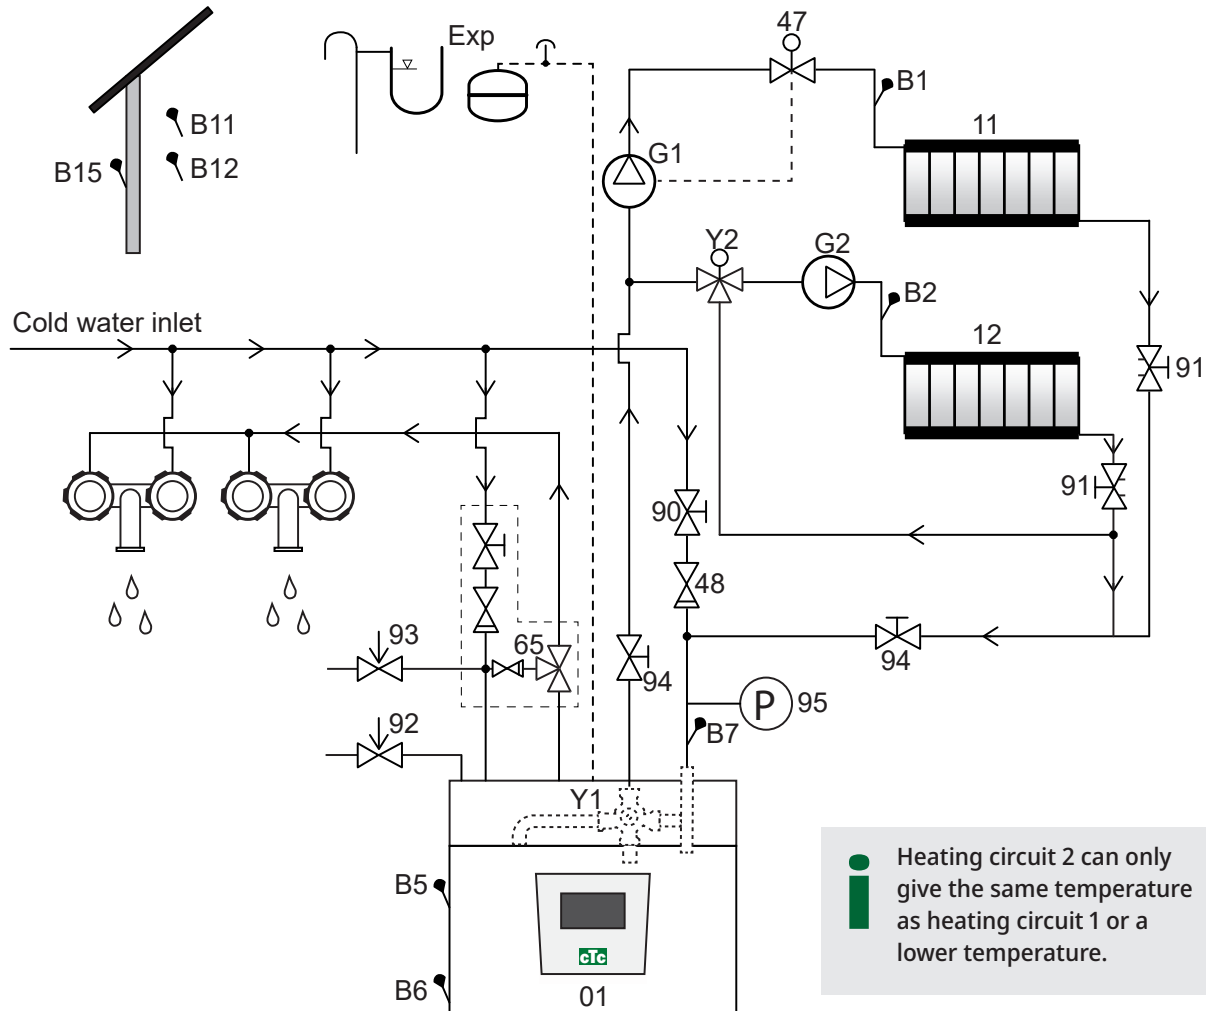 47
Exp
B1
11
B11
G1
B12
B15
Y2
G2
B2
Cold water inlet
12
91
91
90
48
93
65
94
94
P
95
92
B7
Y1
Heating circuit 2 can only
give the same temperature
as heating circuit 1 or a
lower temperature.
B5
cTc
B6
01